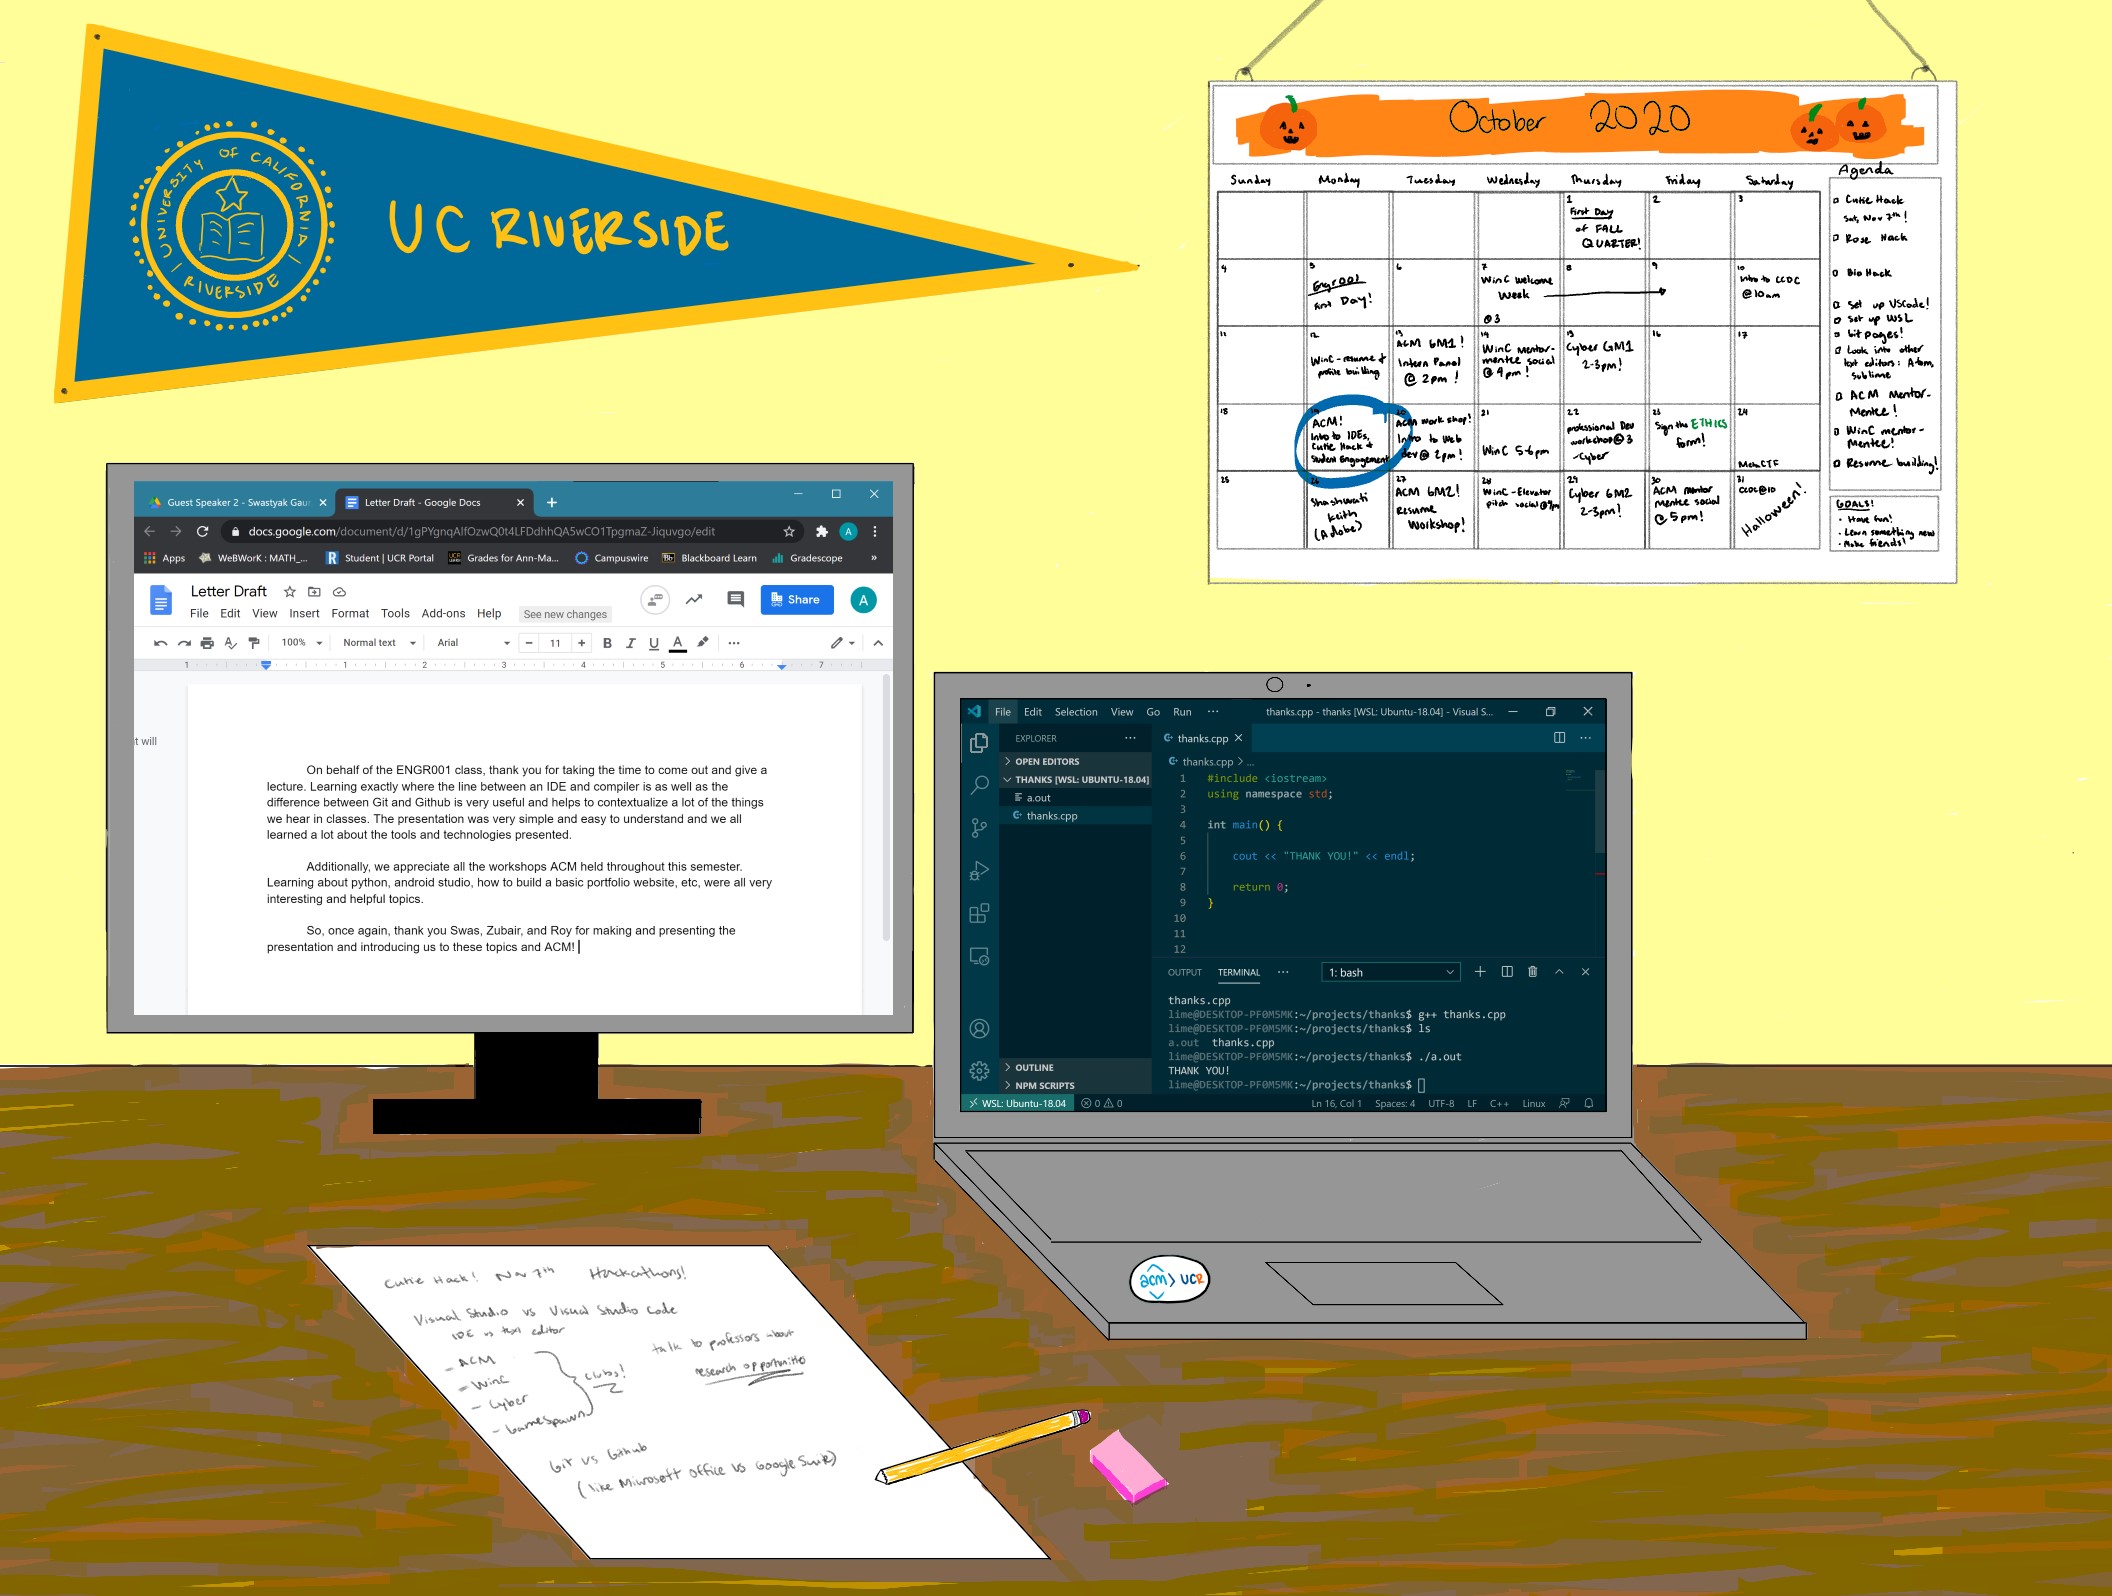 UNIVERSITY OF CALIFORNIA
RIVERSIDE
UC RIVERSIDE
October 2020
Sunday Monday Tuesday Wednesday Thursday Friday Saturday
1
First Day
of FALL
QUARTER!
2
3
4
5
Engr001
First Day!
6
7
WinC welcome
Week
@3
8
9
10
Intro to CCDC
@10am
11
12
WinC - resume &
profile building
13
ACM GM1!
Intern Panel
@ 2pm!
14
WinC mentor-
mentee social
@ 4pm!
15
Cyber GM1
2-3pm!
16
17
18
19
ACM!
Intro to IDEs,
Cutie Hack &
Student Engagement
20
ACM workshop!
Intro to Web
dev @ 2pm!
21
WinC 5-6pm
22
professional Dev
workshop@3
-Cyber
23
Sign the ETHICS
form!
24
MetaCTF
25
26
Shashwati
Keith
(Adobe)
27
ACM GM2!
Resume
Workshop!
28
WinC - Elevator
pitch social @
29
Cyber GM2
2-3pm!
30
ACM mentor
mentee social
@ 5pm!
31
CCDC@10
Halloween!
Agenda
Cutie Hack
Sat, Nov 7th!
Rose Hack
Bio Hack
Set up VScode!
Set up WSL
Git pages!
Look into other
text editors: Atom,
sublime
ACM Mentor-
Mentee!
WinC mentor-
Mentee!
Resume building!
GOALS!
• Have fun!
• Learn something new
• Make friends!
Guest Speaker 2 - Swastyak Gau
Letter Draft - Google Docs
docs.google.com/document/d/1gPYgnqAlfOzwQ0t4LFDdhhQA5wCO1TpgmaZ-Jiquvgo/edit
A
Apps WeBWorK : MATH_... Student | UCR Portal Grades for Ann-Ma... Campuswire Blackboard Learn Gradescope »
Letter Draft
File Edit View Insert Format Tools Add-ons Help See new changes
Share
A
100% Normal text Arial 11 B I U A
1 1 2 3 4 5 6 7
t will
On behalf of the ENGR001 class, thank you for taking the time to come out and give a
lecture. Learning exactly where the line between an IDE and compiler is as well as the
difference between Git and Github is very useful and helps to contextualize a lot of the things
we hear in classes. The presentation was very simple and easy to understand and we all
learned a lot about the tools and technologies presented.
Additionally, we appreciate all the workshops ACM held throughout this semester.
Learning about python, android studio, how to build a basic portfolio website, etc, were all very
interesting and helpful topics.
So, once again, thank you Swas, Zubair, and Roy for making and presenting the
presentation and introducing us to these topics and ACM!
File Edit Selection View Go Run ... thanks.cpp - thanks [WSL: Ubuntu-18.04] - Visual S...
EXPLORER ...
OPEN EDITORS
THANKS [WSL: UBUNTU-18.04]
a.out
thanks.cpp
OUTLINE
NPM SCRIPTS
thanks.cpp
thanks.cpp > ...
1 #include <iostream>
2 using namespace std;
3
4 int main() {
5
6 cout << "THANK YOU!" << endl;
7
8 return 0;
9 }
10
11
12
OUTPUT TERMINAL ... 1: bash
thanks.cpp
lime@DESKTOP-PF0M5MK:~/projects/thanks$ g++ thanks.cpp
lime@DESKTOP-PF0M5MK:~/projects/thanks$ ls
a.out thanks.cpp
lime@DESKTOP-PF0M5MK:~/projects/thanks$ ./a.out
THANK YOU!
lime@DESKTOP-PF0M5MK:~/projects/thanks$
WSL: Ubuntu-18.04 0 0 Ln 16, Col 1 Spaces: 4 UTF-8 LF C++ Linux
acm> UCR
Cutie Hack! Nov 7th Hackathons!
Visual Studio vs Visual Studio Code
IDE vs text editor
- ACM
- WinC
- Cyber
- Gamespawn
clubs!
talk to professors about
research opportunities
Git vs Github
(like Microsoft office vs Google Suite)